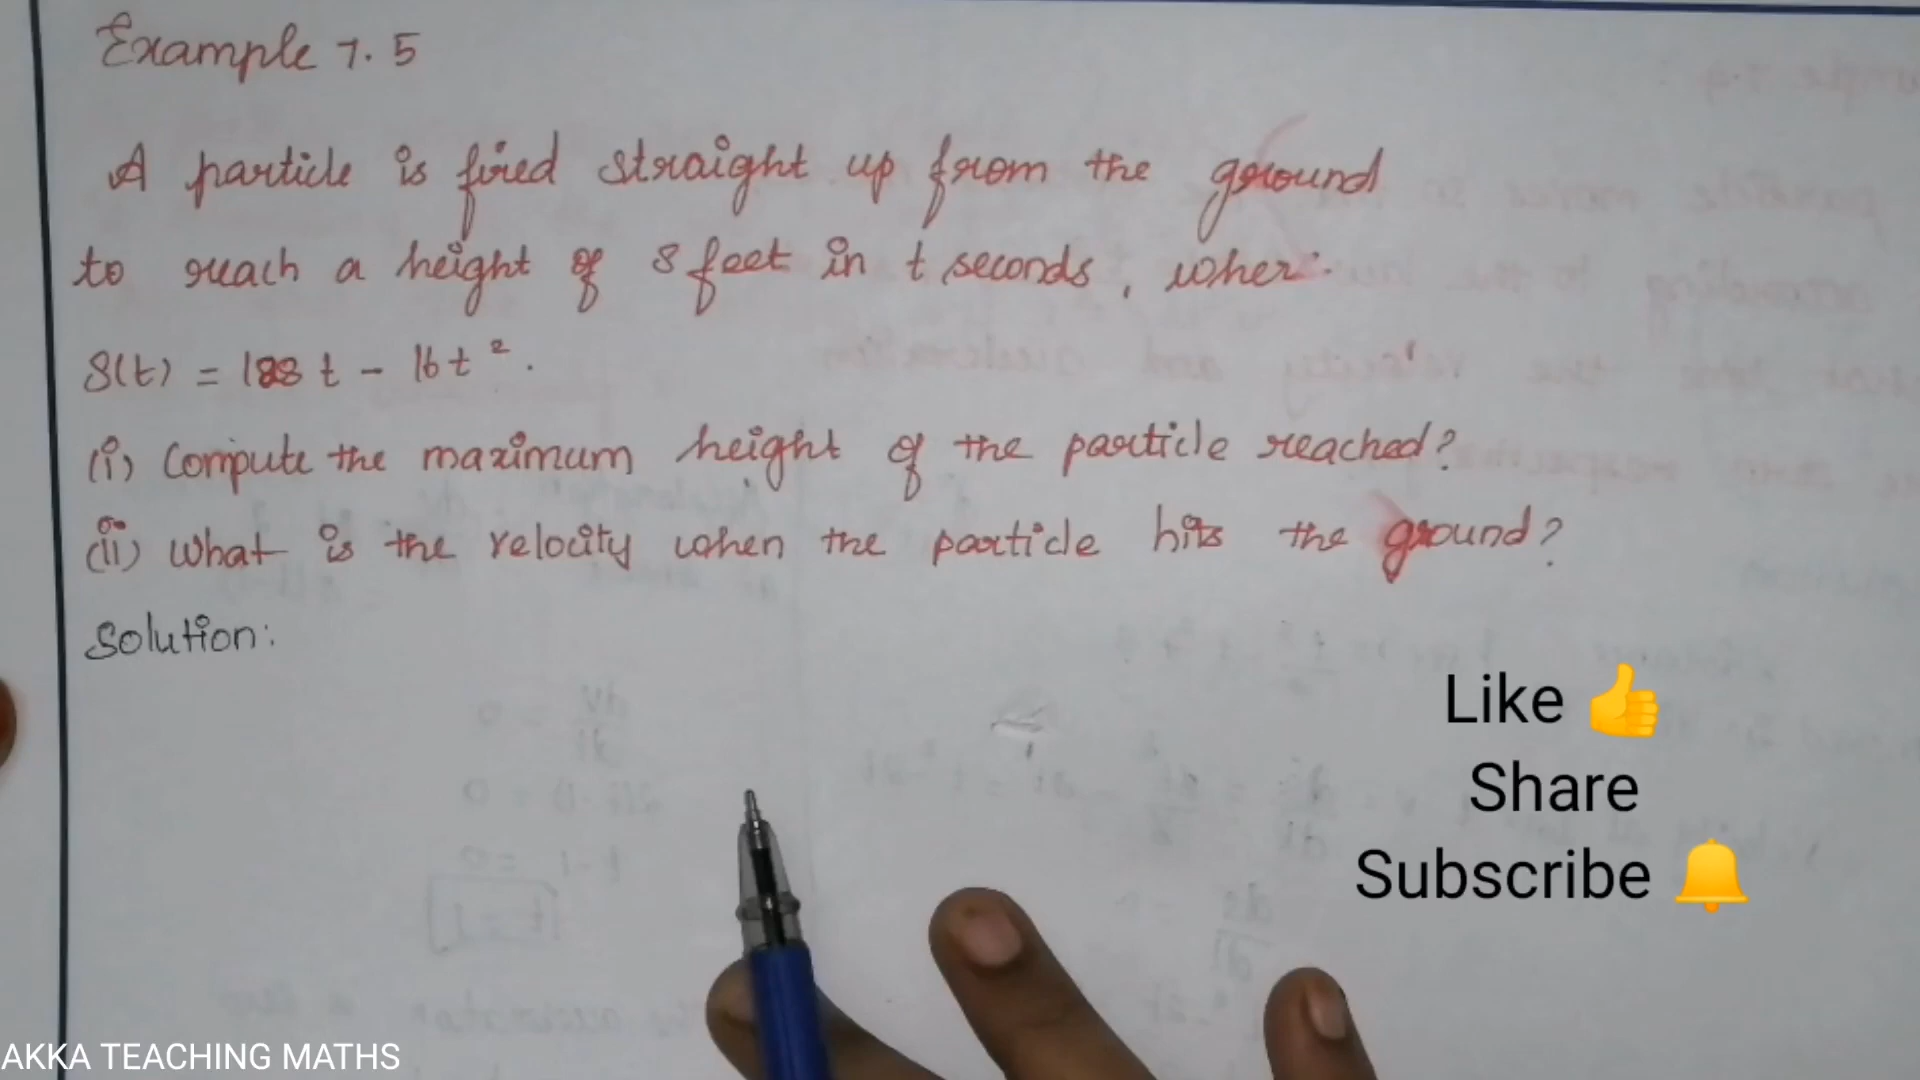 Example 7.5
A particle is fired straight up from the ground
to reach a height of s feet in t seconds, wher
s(t) = 128 t - 16t².
(i) Compute the maximum height of the particle reached?
(ii) What is the velocity when the particle hits the ground?
Solution:
Like 👍
Share
Subscribe 🔔
AKKA TEACHING MATHS